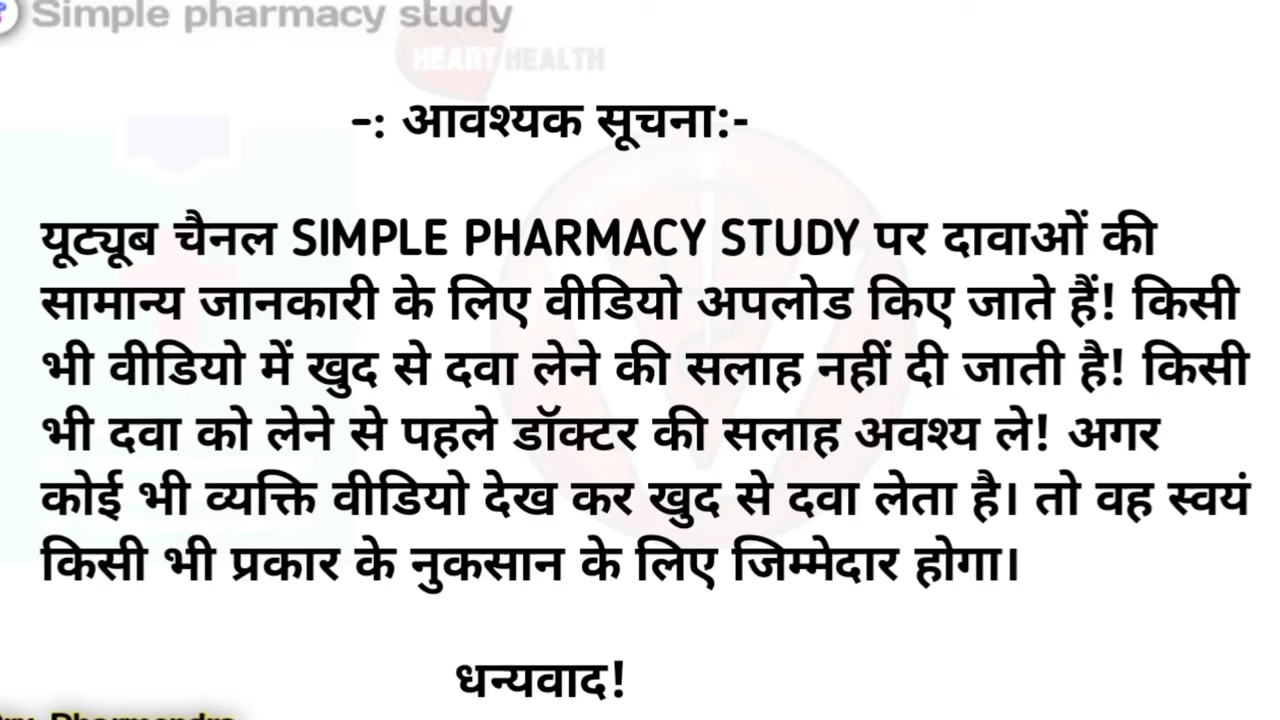 Simple pharmacy study
HEART HEALTH
-: आवश्यक सूचना:-
यूट्यूब चैनल SIMPLE PHARMACY STUDY पर दावाओं की
सामान्य जानकारी के लिए वीडियो अपलोड किए जाते हैं! किसी
भी वीडियो में खुद से दवा लेने की सलाह नहीं दी जाती है! किसी
भी दवा को लेने से पहले डॉक्टर की सलाह अवश्य ले! अगर
कोई भी व्यक्ति वीडियो देख कर खुद से दवा लेता है। तो वह स्वयं
किसी भी प्रकार के नुकसान के लिए जिम्मेदार होगा।
धन्यवाद!
Dharmendra